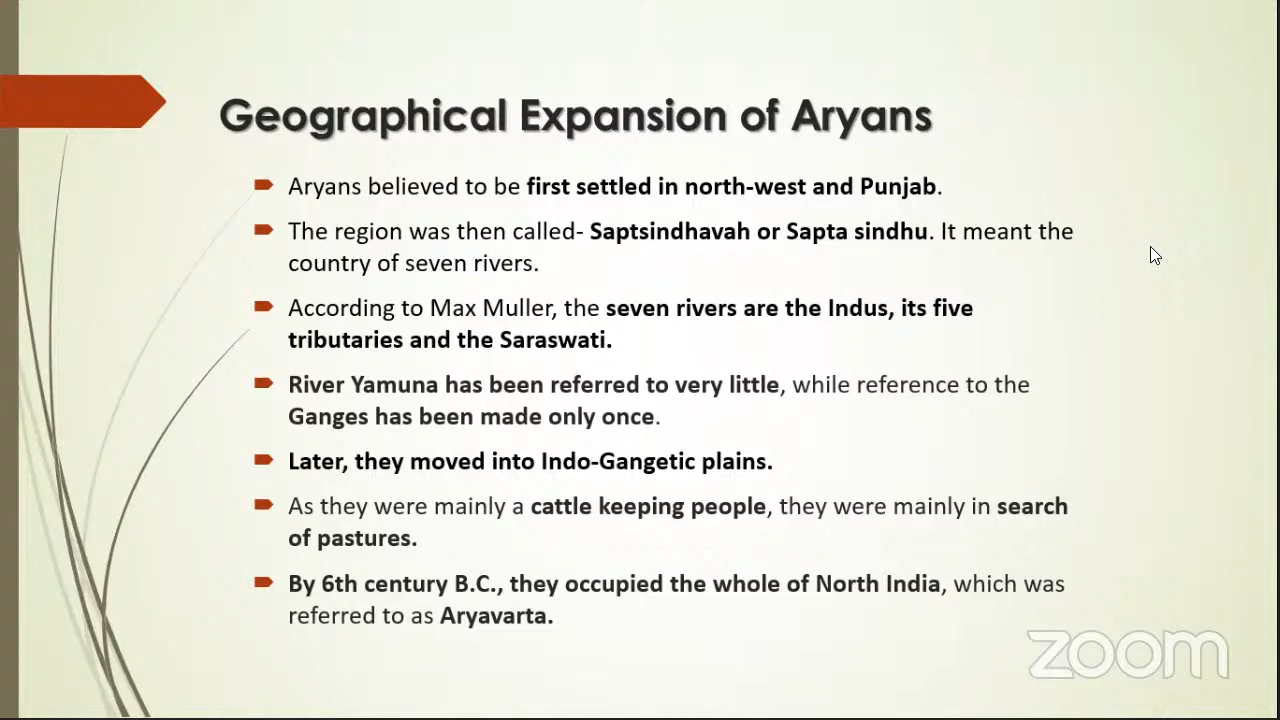 Geographical Expansion of Aryans
Aryans believed to be first settled in north-west and Punjab.
The region was then called- Saptsindhavah or Sapta sindhu. It meant the
country of seven rivers.
According to Max Muller, the seven rivers are the Indus, its five
tributaries and the Saraswati.
River Yamuna has been referred to very little, while reference to the
Ganges has been made only once.
Later, they moved into Indo-Gangetic plains.
As they were mainly a cattle keeping people, they were mainly in search
of pastures.
By 6th century B.C., they occupied the whole of North India, which was
referred to as Aryavarta.
zoom